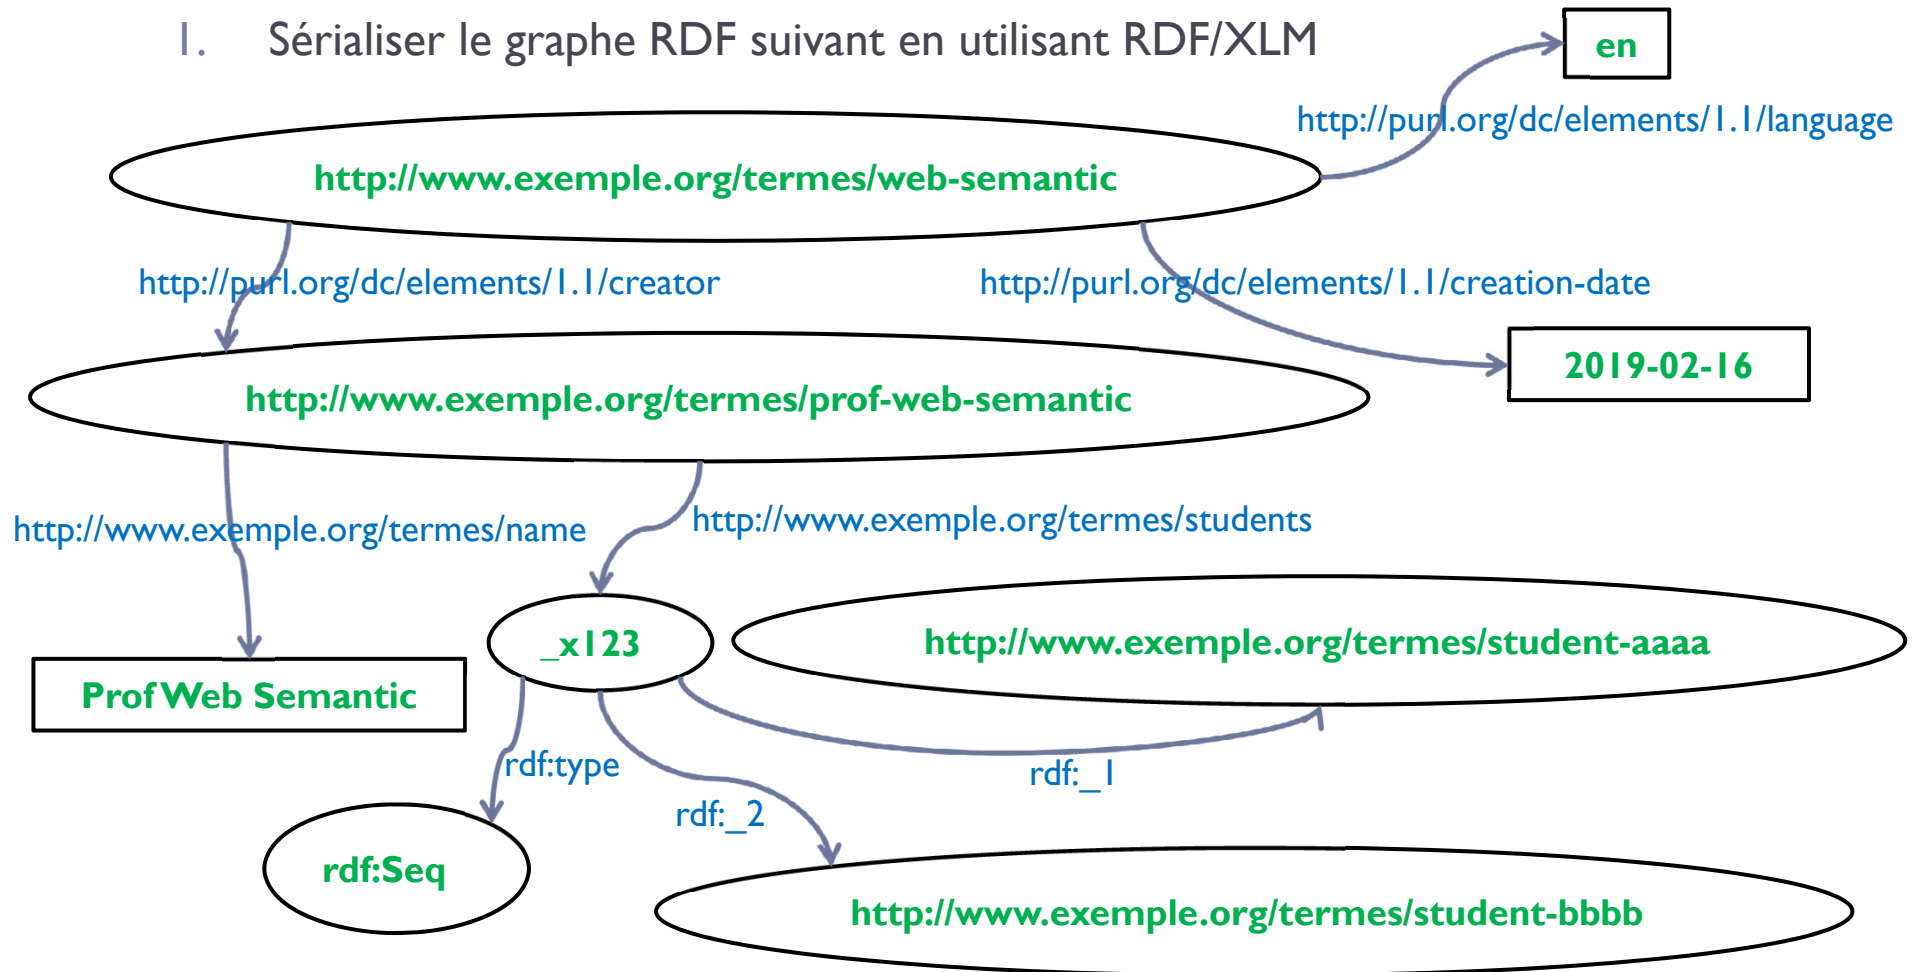 1. Sérialiser le graphe RDF suivant en utilisant RDF/XLM
en
http://purl.org/dc/elements/1.1/language
http://www.exemple.org/termes/web-semantic
http://purl.org/dc/elements/1.1/creator
http://purl.org/dc/elements/1.1/creation-date
2019-02-16
http://www.exemple.org/termes/prof-web-semantic
http://www.exemple.org/termes/name
http://www.exemple.org/termes/students
_x123
http://www.exemple.org/termes/student-aaaa
Prof Web Semantic
rdf:type
rdf:_1
rdf:_2
rdf:Seq
http://www.exemple.org/termes/student-bbbb